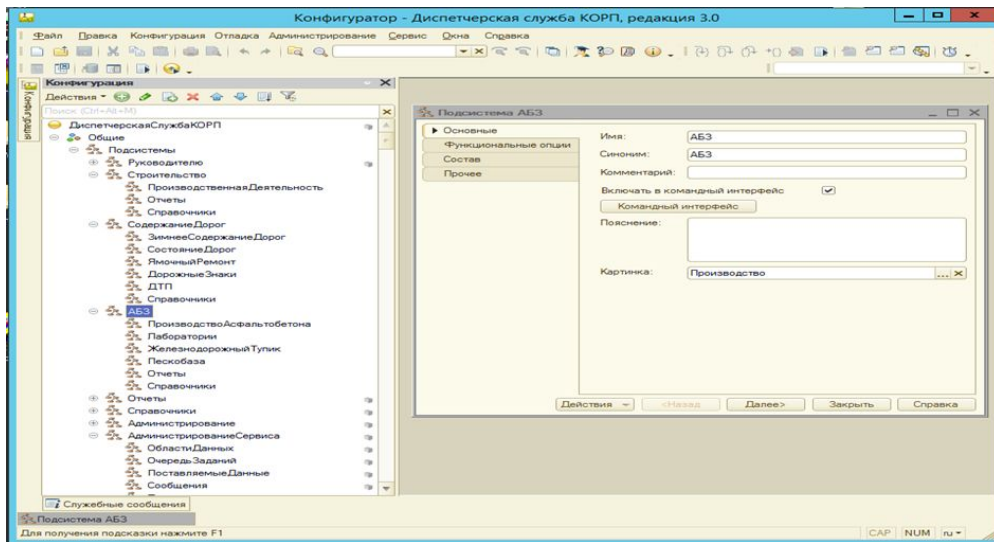 Конфигуратор - Диспетчерская служба КОРП, редакция 3.0
Файл Правка Конфигурация Отладка Администрирование Сервис Окна Справка
Конфигурация
Конфигурация
Действия
Поиск (Ctrl+Alt+M)
ДиспетчерскаяСлужбаКОРП
Общие
Подсистемы
Руководителю
Строительство
ПроизводственнаяДеятельность
Отчеты
Справочники
СодержаниеДорог
ЗимнееСодержаниеДорог
СостояниеДорог
ЯмочныйРемонт
ДорожныеЗнаки
ДТП
Справочники
АБЗ
ПроизводствоАсфальтобетона
Лаборатории
ЖелезнодорожныйТупик
Пескобаза
Отчеты
Справочники
Отчеты
Справочники
Администрирование
АдминистрированиеСервиса
ОбластиДанных
ОчередьЗаданий
ПоставляемыеДанные
Сообщения
Подсистема АБЗ
Основные
Функциональные опции
Состав
Прочее
Имя: АБЗ
Синоним: АБЗ
Комментарий:
Включать в командный интерфейс
Командный интерфейс
Пояснение:
Картинка: Производство
Действия <Назад Далее> Закрыть Справка
Служебные сообщения
Подсистема АБЗ
Для получения подсказки нажмите F1
CAP NUM ru